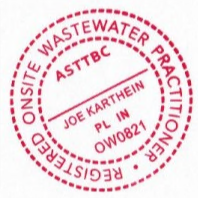 REGISTERED ONSITE WASTEWATER PRACTITIONER •
ASTTBC
JOE KARTHEIN
PL IN
OW0821